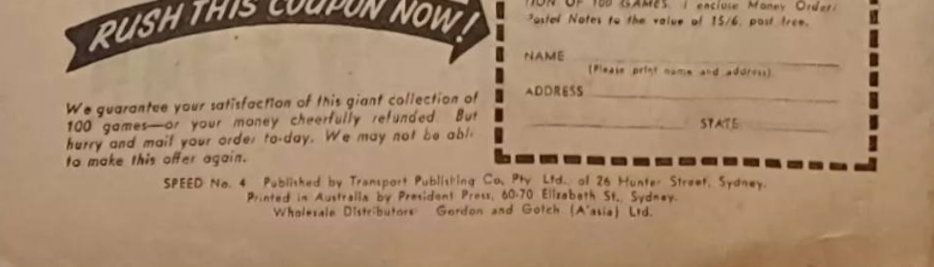 RUSH THIS COUPON NOW!
TION OF 100 GAMES. I enclose Money Order/
Postal Notes to the value of 15/6, post free.
NAME
(Please print name and address)
ADDRESS
STATE
We guarantee your satisfaction of this giant collection of
100 games—or your money cheerfully refunded. But
hurry and mail your order to-day. We may not be able
to make this offer again.
SPEED No. 4. Published by Transport Publishing Co. Pty. Ltd., of 26 Hunter Street, Sydney.
Printed in Australia by President Press, 60-70 Elizabeth St., Sydney.
Wholesale Distributors: Gordon and Gotch (A'asia) Ltd.